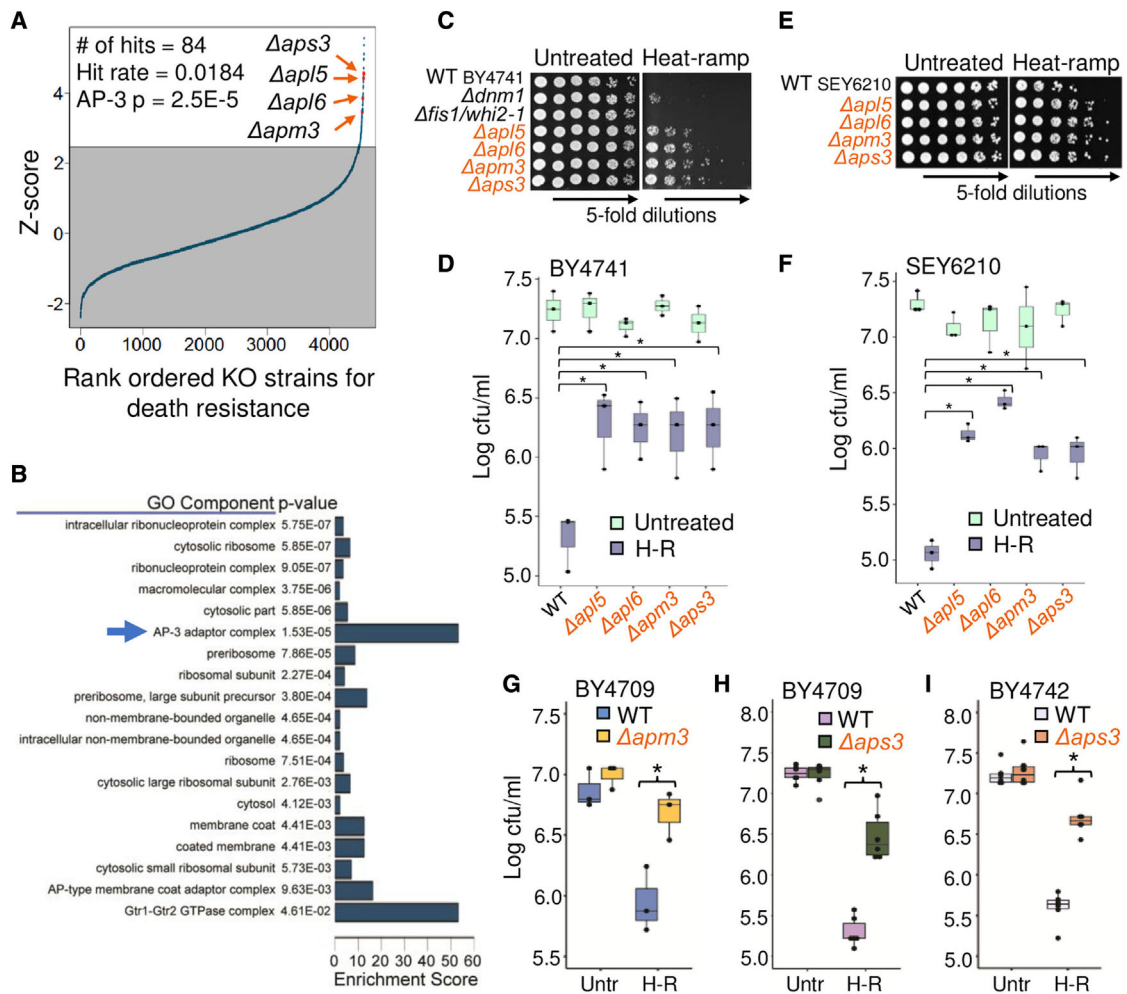 A
# of hits = 84
Hit rate = 0.0184
AP-3 p = 2.5E-5
Δaps3
Δapl5
Δapl6
Δapm3
Z-score
4
2
0
-2
0 1000 2000 3000 4000
Rank ordered KO strains for
death resistance
B
GO Component p-value
intracellular ribonucleoprotein complex 5.75E-07
cytosolic ribosome 5.85E-07
ribonucleoprotein complex 9.05E-07
macromolecular complex 3.75E-06
cytosolic part 5.85E-06
AP-3 adaptor complex 1.53E-05
preribosome 7.86E-05
ribosomal subunit 2.27E-04
preribosome, large subunit precursor 3.80E-04
non-membrane-bounded organelle 4.65E-04
intracellular non-membrane-bounded organelle 4.65E-04
ribosome 7.51E-04
cytosolic large ribosomal subunit 2.76E-03
cytosol 4.12E-03
membrane coat 4.41E-03
coated membrane 4.41E-03
cytosolic small ribosomal subunit 5.73E-03
AP-type membrane coat adaptor complex 9.63E-03
Gtr1-Gtr2 GTPase complex 4.61E-02
0 10 20 30 40 50 60
Enrichment Score
C
Untreated Heat-ramp
WT BY4741
Δdnm1
Δfis1/whi2-1
Δapl5
Δapl6
Δapm3
Δaps3
5-fold dilutions
D
BY4741
Log cfu/ml
7.5
7.0
6.5
6.0
5.5
5.0
*
*
*
*
Untreated
H-R
WT Δapl5 Δapl6 Δapm3 Δaps3
E
Untreated Heat-ramp
WT SEY6210
Δapl5
Δapl6
Δapm3
Δaps3
5-fold dilutions
F
SEY6210
Log cfu/ml
7.5
7.0
6.5
6.0
5.5
5.0
*
*
*
*
Untreated
H-R
WT Δapl5 Δapl6 Δapm3 Δaps3
G
BY4709
WT
Δapm3
Log cfu/ml
7.5
7.0
6.5
6.0
5.5
*
Untr H-R
H
BY4709
WT
Δaps3
8.0
7.5
7.0
6.5
6.0
5.5
5.0
*
Untr H-R
I
BY4742
WT
Δaps3
8.0
7.5
7.0
6.5
6.0
5.5
5.0
*
Untr H-R